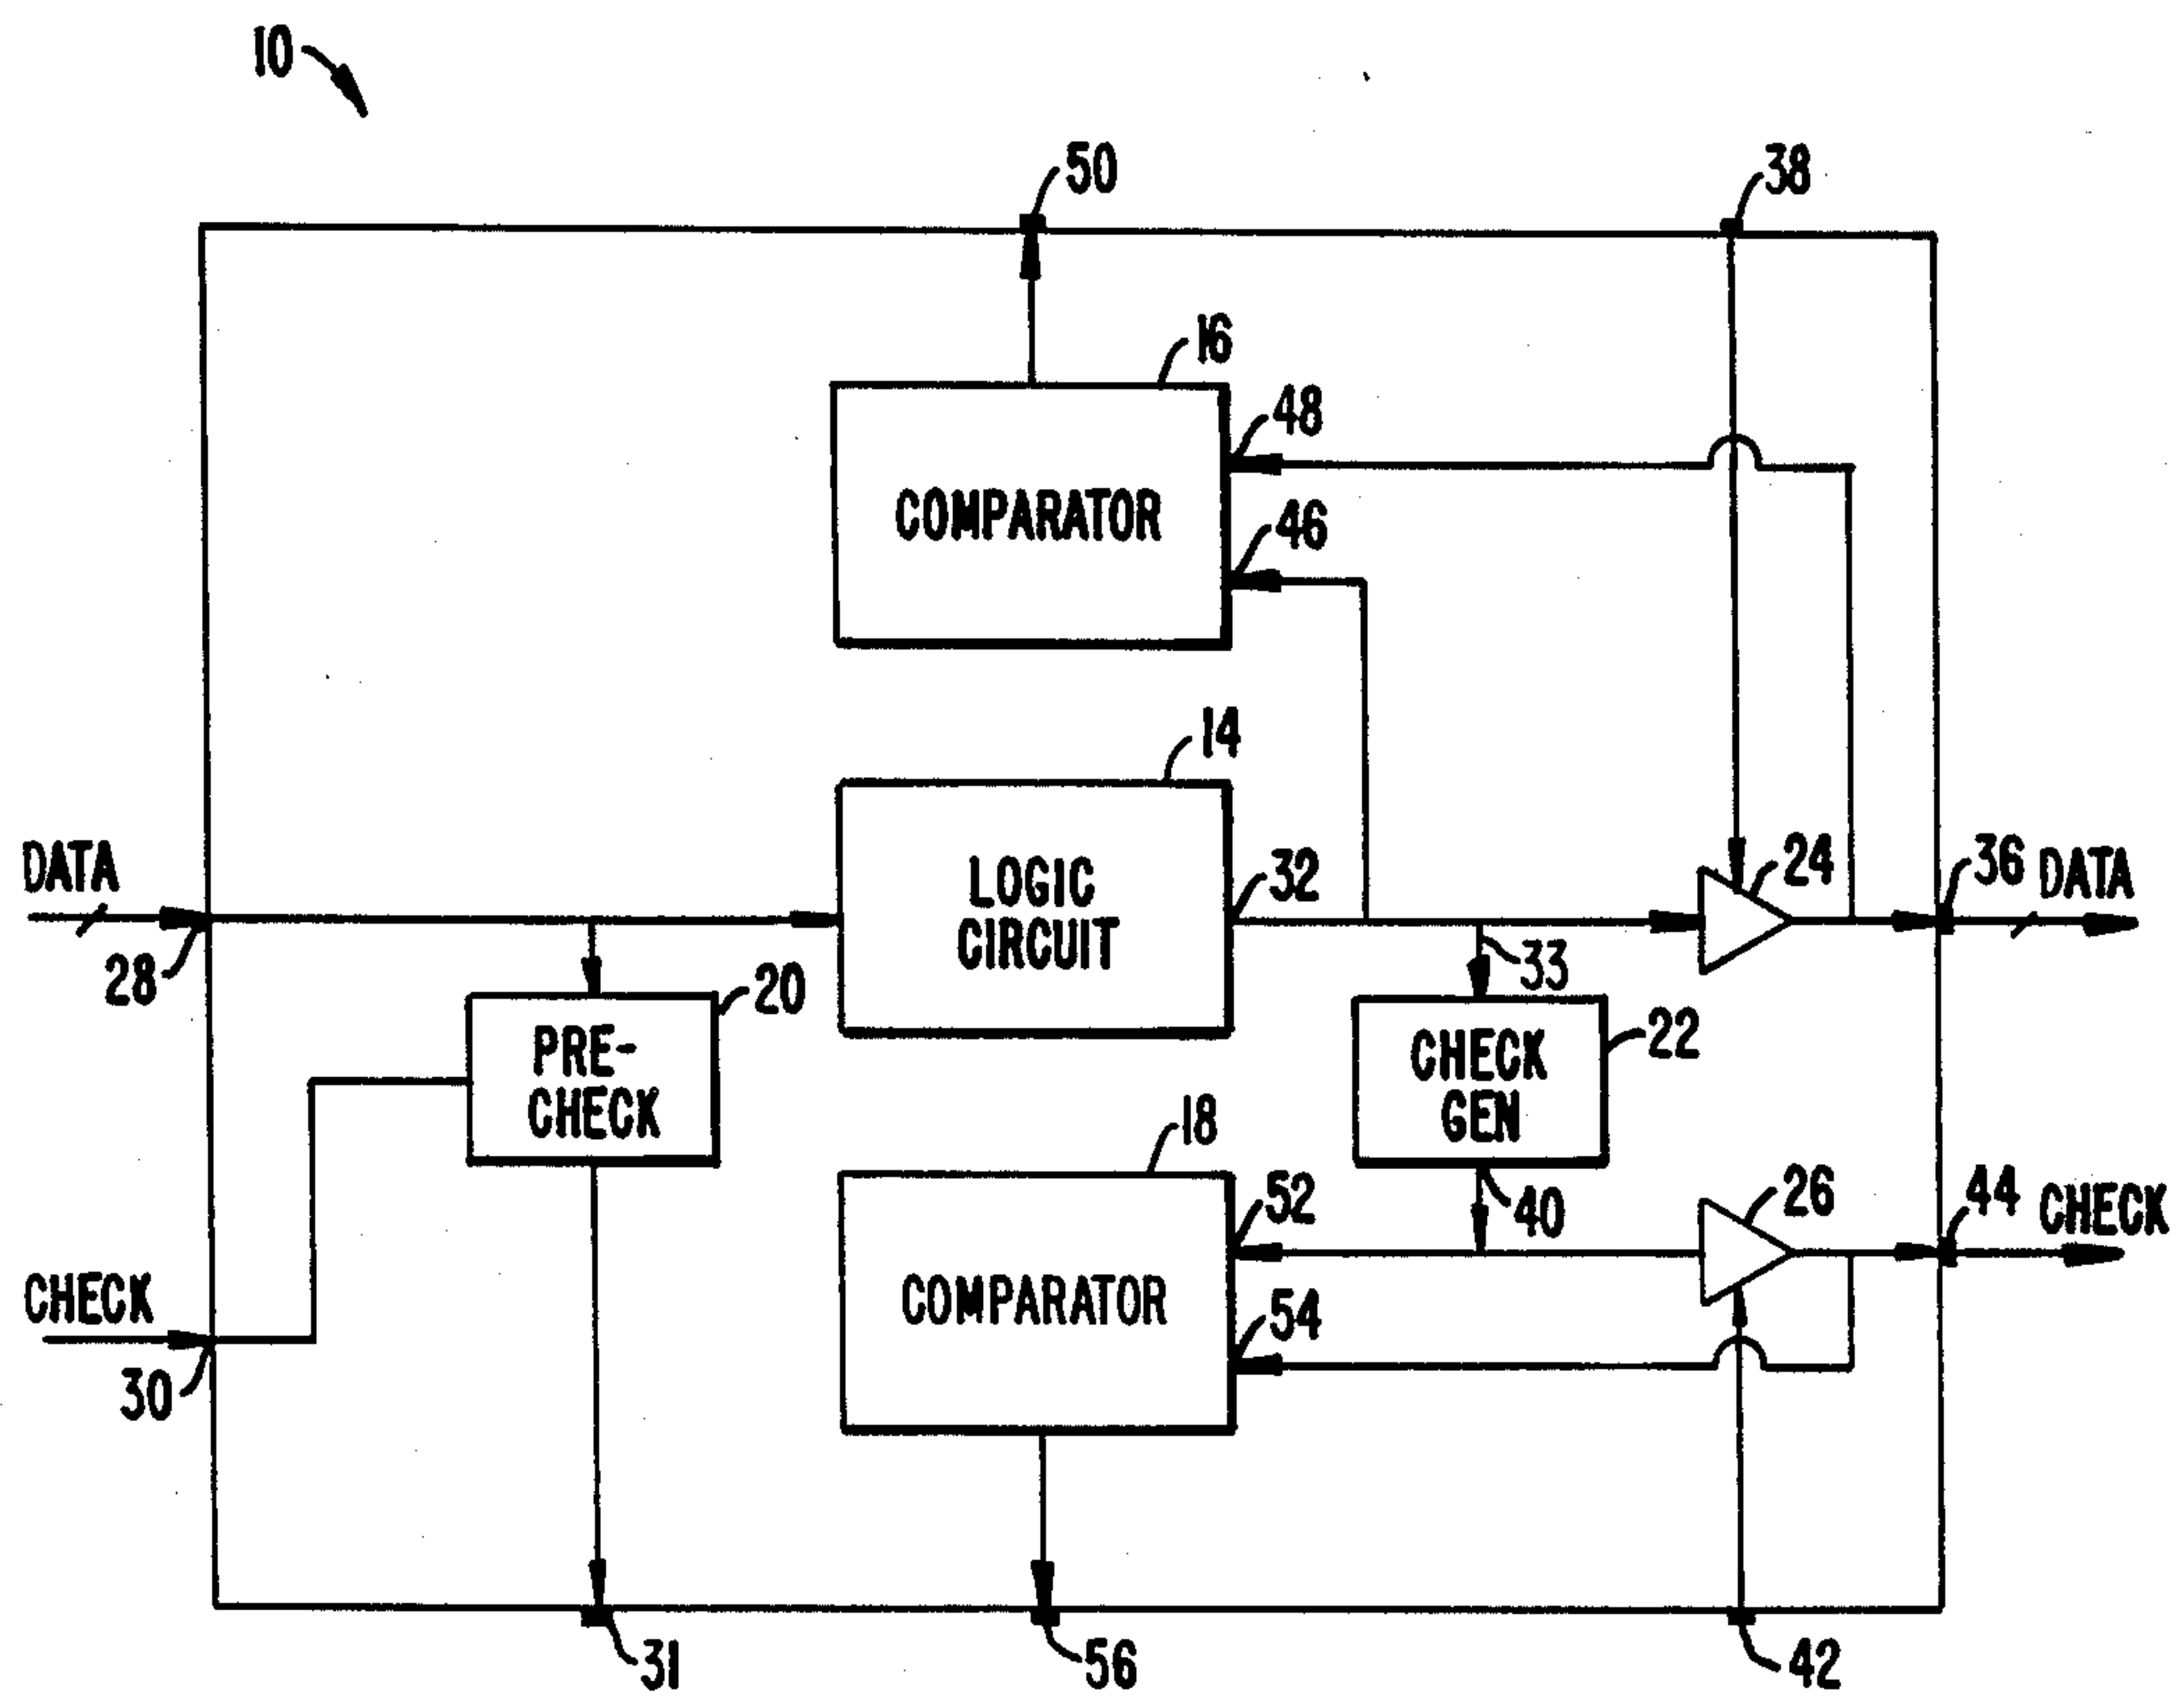 10
50
38
16
48
COMPARATOR
46
14
DATA
LOGIC
CIRCUIT
32
24
36
DATA
28
20
33
PRE-
CHECK
CHECK
GEN
22
18
52
40
26
44
CHECK
CHECK
COMPARATOR
54
30
31
56
42